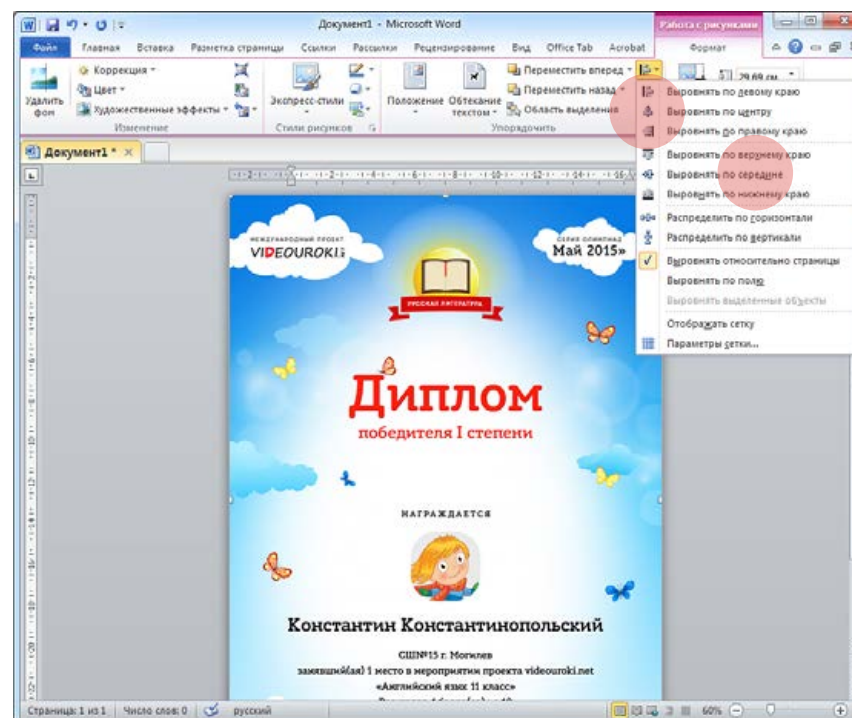 Документ1 - Microsoft Word
Работа с рисунками
Файл Главная Вставка Разметка страницы Ссылки Рассылки Рецензирование Вид Office Tab Acrobat Формат
Удалить фон
Коррекция
Цвет
Художественные эффекты
Изменение
Экспресс-стили
Стили рисунков
Положение
Обтекание текстом
Переместить вперед
Переместить назад
Область выделения
Упорядочить
29,69 см
Выровнять по левому краю
Выровнять по центру
Выровнять до правому краю
Выровнять по верхнему краю
Выровнять по середине
Выровнять по нижнему краю
Распределить по горизонтали
Распределить по вертикали
Выровнять относительно страницы
Выровнять по полю
Выровнять выделенные объекты
Отображать сетку
Параметры сетки...
Документ1 *
МЕЖДУНАРОДНЫЙ ПРОЕКТ
VIDEOUROKI
СЕРИЯ ОЛИМПИАД
Май 2015»
РУССКАЯ ЛИТЕРАТУРА
Диплом
победителя I степени
НАГРАЖДАЕТСЯ
Константин Константинопольский
СШ№15 г. Могилев
занявший(ая) 1 место в мероприятии проекта videouroki.net
«Английский язык 11 класс»
Страница: 1 из 1 Число слов: 0 русский 60%